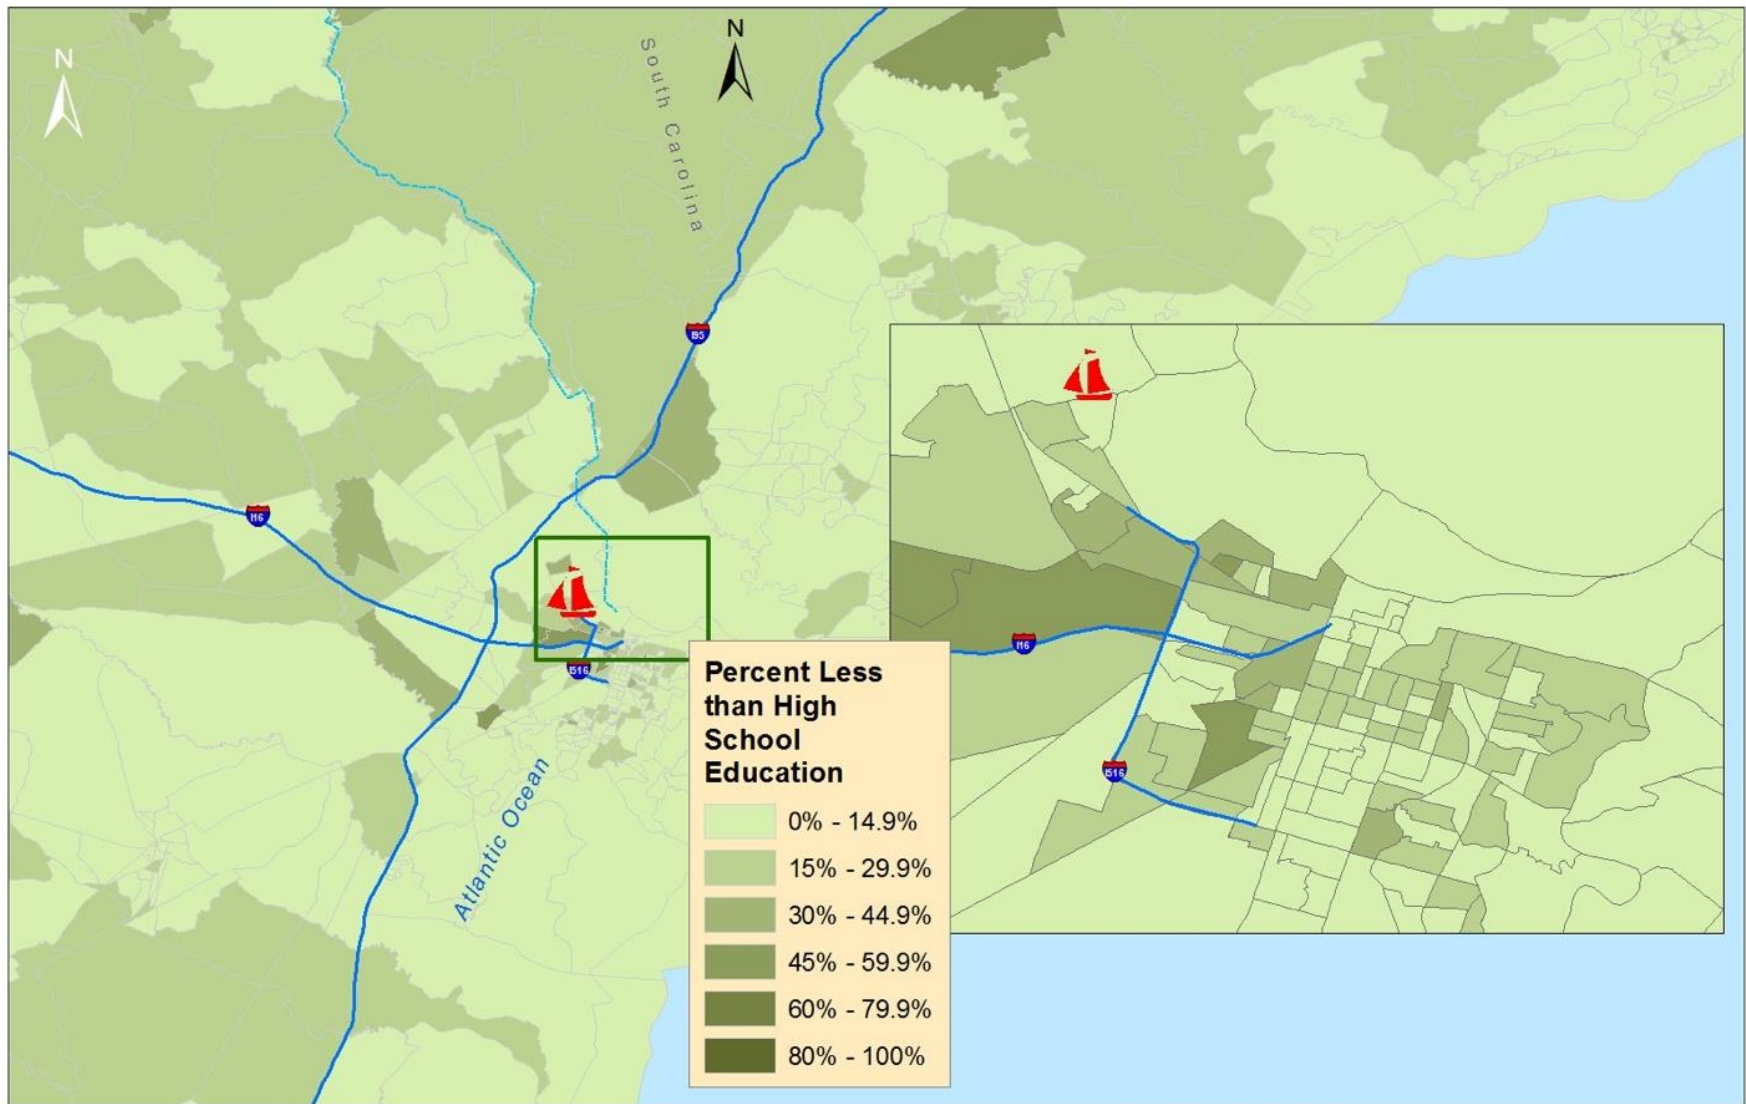 N
N
South Carolina
I95
I16
I516
Atlantic Ocean
I16
I516
Percent Less
than High
School
Education
0% - 14.9%
15% - 29.9%
30% - 44.9%
45% - 59.9%
60% - 79.9%
80% - 100%